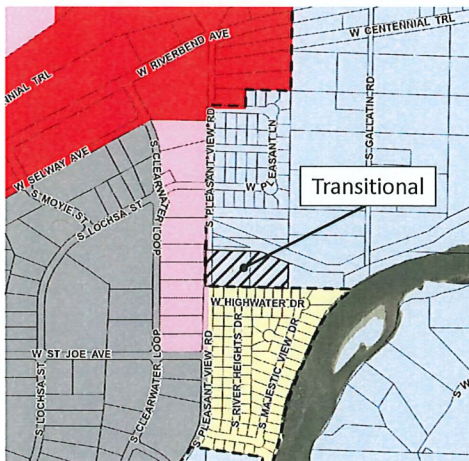 W CENTENNIAL TRL
W RIVERBEND AVE
NNIAL TRL
W SELWAY AVE
S MOYIE ST
S LOCHSA ST
S CLEARWATER LOOP
S PLEASANT VIEW RD
W PLEASANT LN
S GALLATIN RD
Transitional
W HIGHWATER DR
W ST JOE AVE
S LOCHSA ST
S CLEARWATER LOOP
S PLEASANT VIEW RD
S RIVER HEIGHTS DR
S MAJESTIC VIEW DR
S W